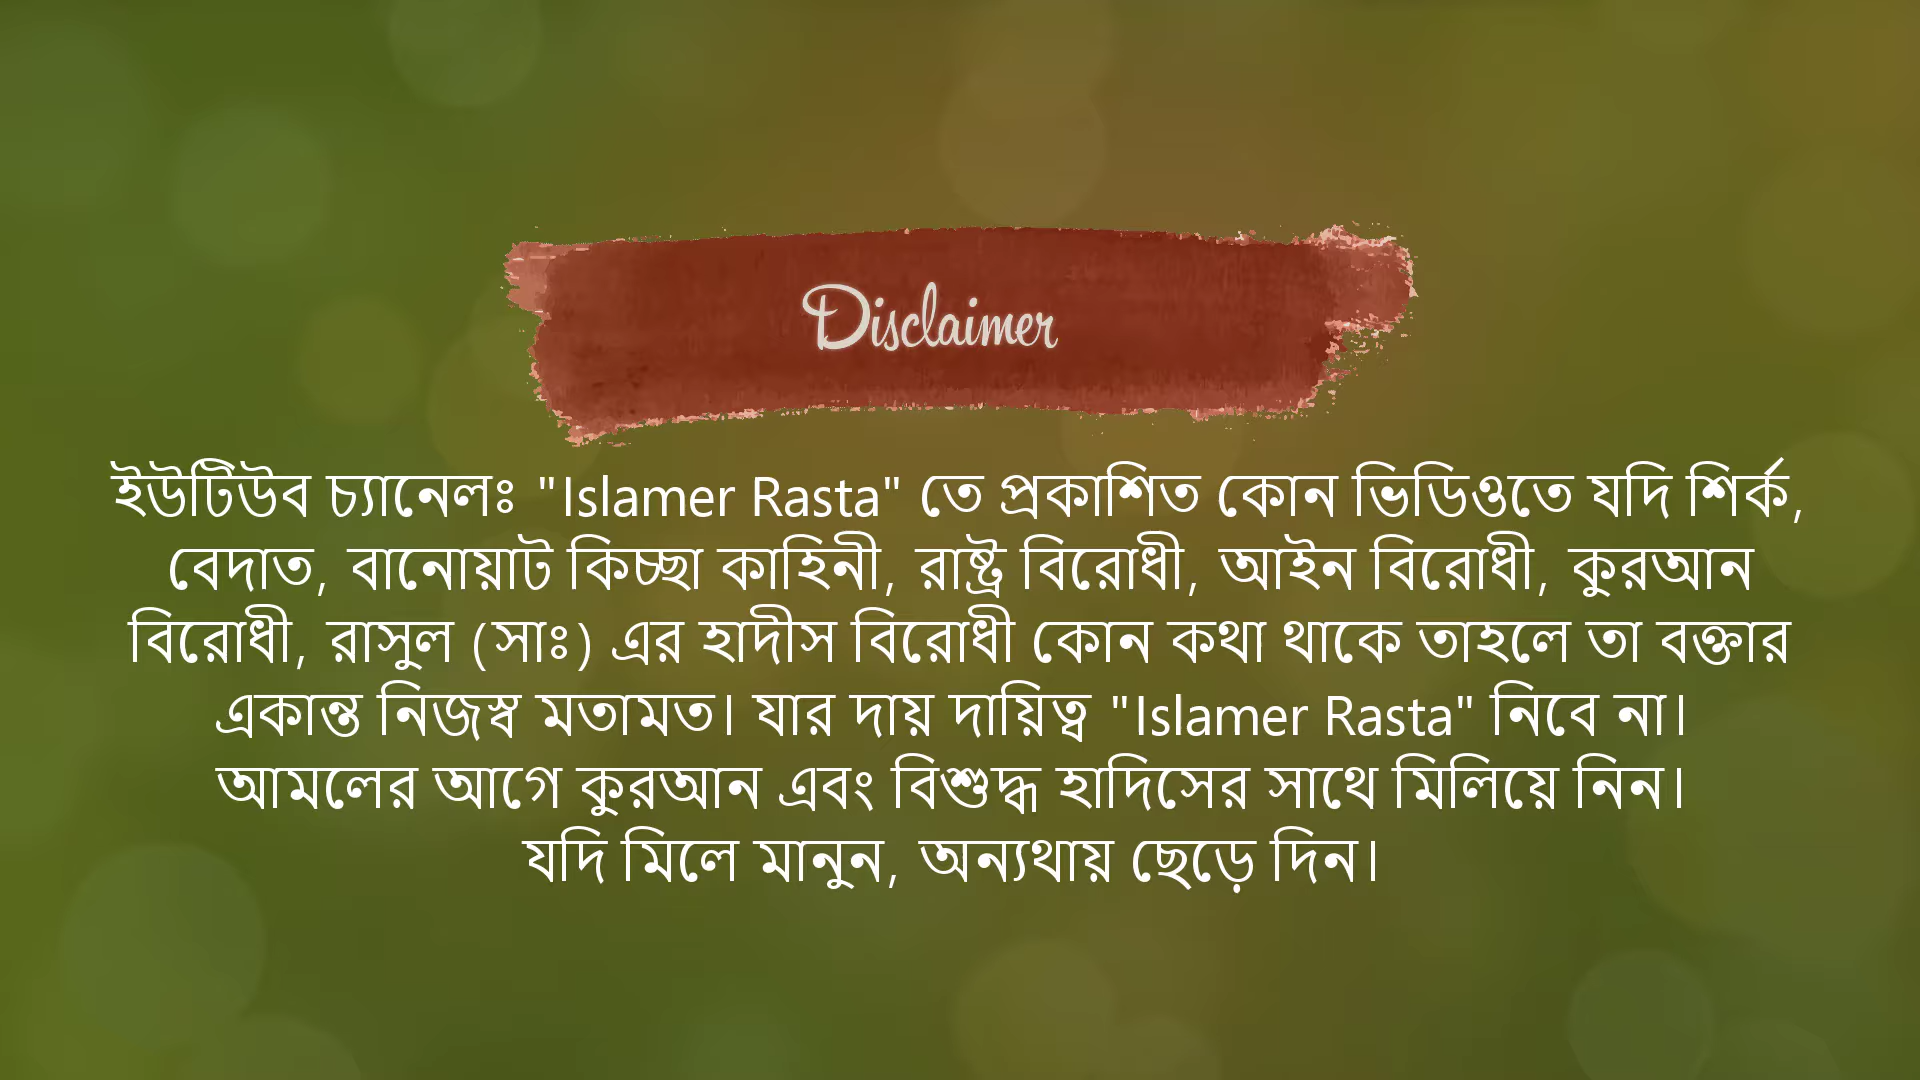 Disclaimer
ইউটিউব চ্যানেলঃ "Islamer Rasta" তে প্রকাশিত কোন ভিডিওতে যদি শির্ক,
বেদাত, বানোয়াট কিচ্ছা কাহিনী, রাষ্ট্র বিরোধী, আইন বিরোধী, কুরআন
বিরোধী, রাসুল (সাঃ) এর হাদীস বিরোধী কোন কথা থাকে তাহলে তা বক্তার
একান্ত নিজস্ব মতামত। যার দায় দায়িত্ব "Islamer Rasta" নিবে না।
আমলের আগে কুরআন এবং বিশুদ্ধ হাদিসের সাথে মিলিয়ে নিন।
যদি মিলে মানুন, অন্যথায় ছেড়ে দিন।